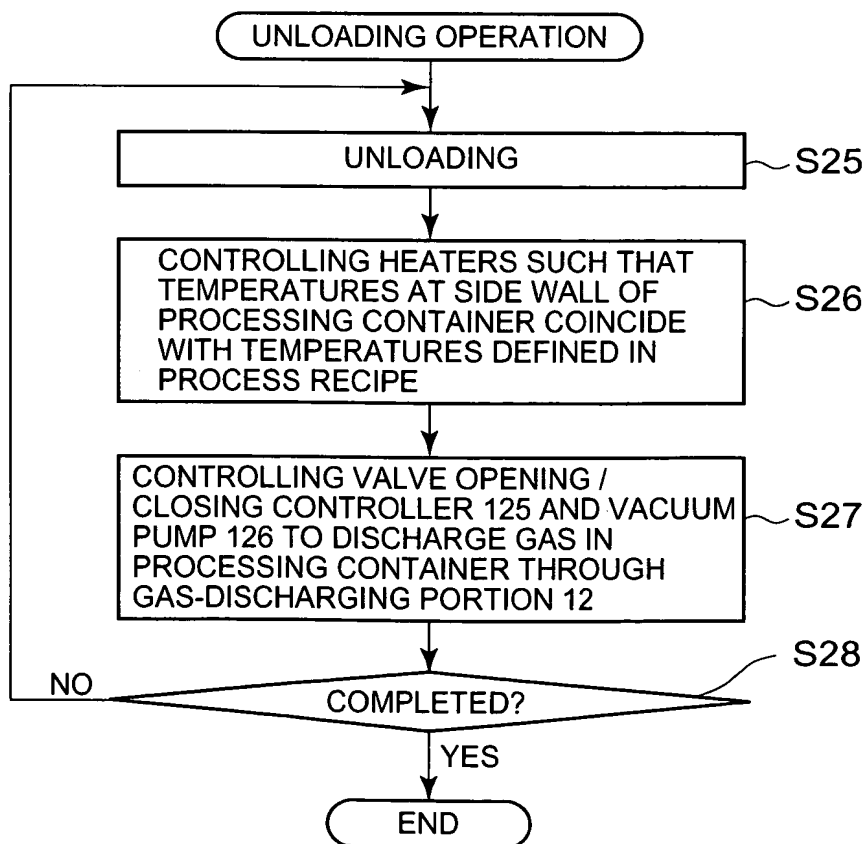 UNLOADING OPERATION
UNLOADING
S25
CONTROLLING HEATERS SUCH THAT
TEMPERATURES AT SIDE WALL OF
PROCESSING CONTAINER COINCIDE
WITH TEMPERATURES DEFINED IN
PROCESS RECIPE
S26
CONTROLLING VALVE OPENING /
CLOSING CONTROLLER 125 AND VACUUM
PUMP 126 TO DISCHARGE GAS IN
PROCESSING CONTAINER THROUGH
GAS-DISCHARGING PORTION 12
S27
S28
NO
COMPLETED?
YES
END